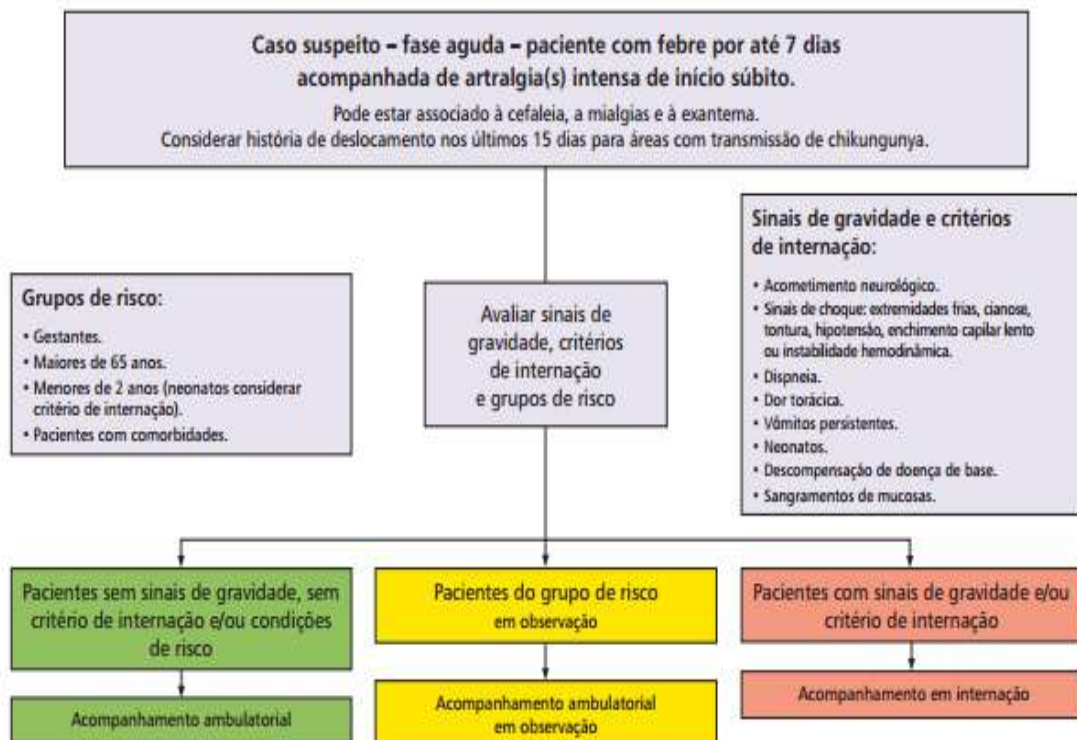 Caso suspeito – fase aguda – paciente com febre por até 7 dias
acompanhada de artralgia(s) intensa de início súbito.
Pode estar associado à cefaleia, a mialgias e à exantema.
Considerar história de deslocamento nos últimos 15 dias para áreas com transmissão de chikungunya.
Grupos de risco:
• Gestantes.
• Maiores de 65 anos.
• Menores de 2 anos (neonatos considerar
critério de internação).
• Pacientes com comorbidades.
Avaliar sinais de
gravidade, critérios
de internação
e grupos de risco
Sinais de gravidade e critérios
de internação:
• Acometimento neurológico.
• Sinais de choque: extremidades frias, cianose,
tontura, hipotensão, enchimento capilar lento
ou instabilidade hemodinâmica.
• Dispneia.
• Dor torácica.
• Vômitos persistentes.
• Neonatos.
• Descompensação de doença de base.
• Sangramentos de mucosas.
Pacientes sem sinais de gravidade, sem
critério de internação e/ou condições
de risco
Acompanhamento ambulatorial
Pacientes do grupo de risco
em observação
Acompanhamento ambulatorial
em observação
Pacientes com sinais de gravidade e/ou
critério de internação
Acompanhamento em internação